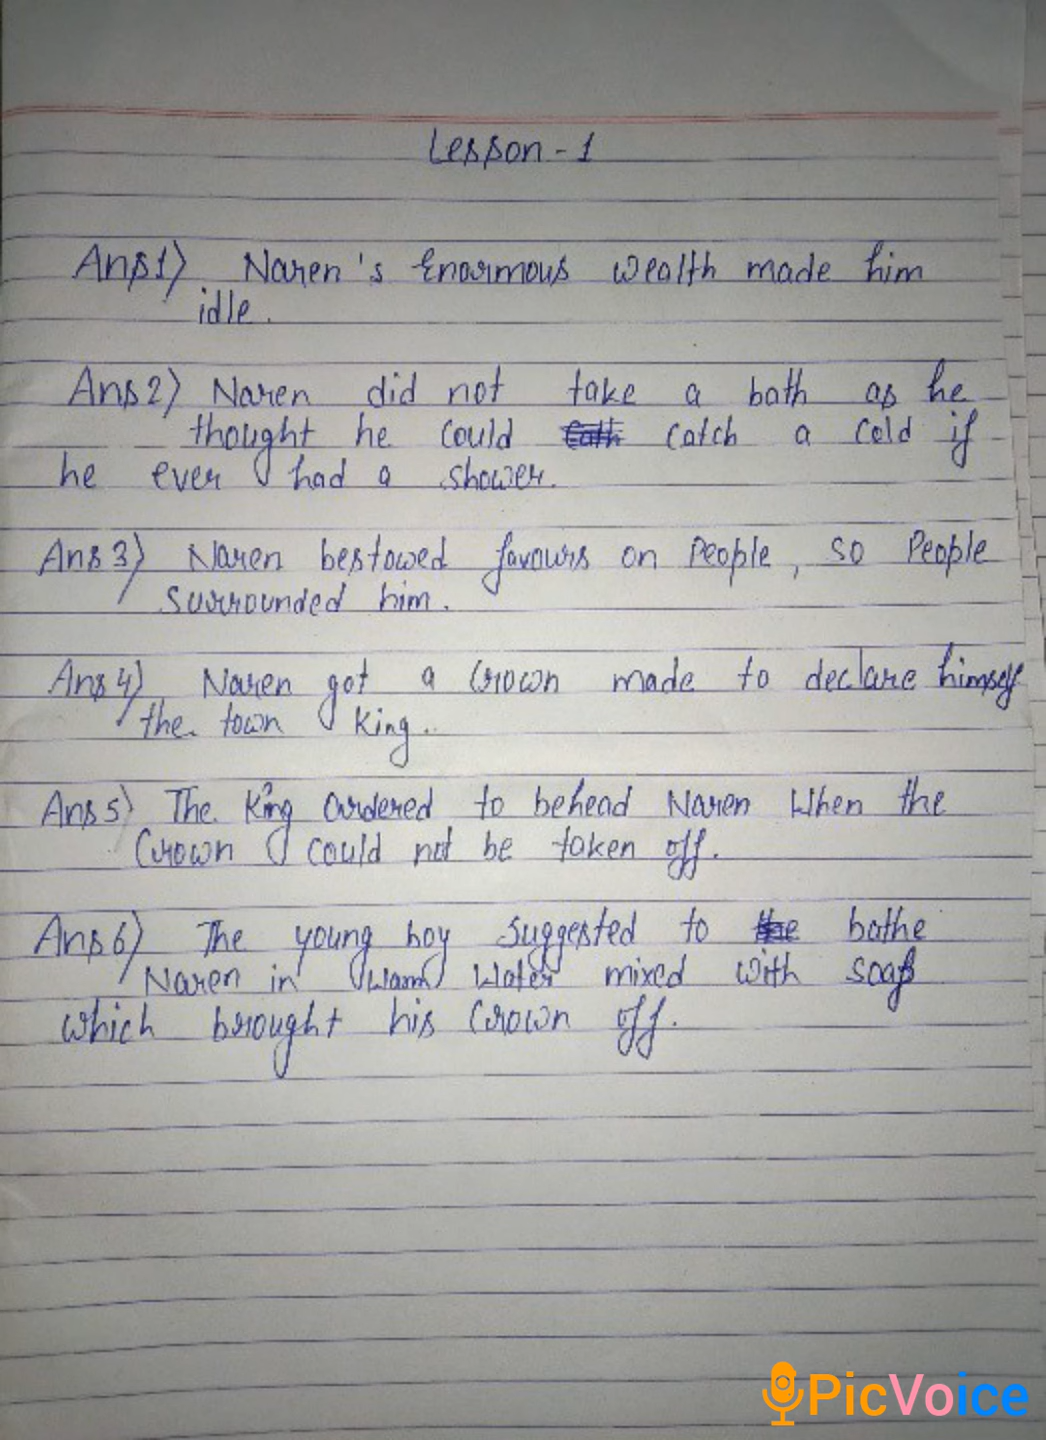 Lesson - 1
Ans1) Naren's Enormous wealth made him
idle.
Ans2) Naren did not take a bath as he
thought he could catch a cold if
he ever had a shower.
Ans3) Naren bestowed favours on People, so People
surrounded him.
Ans4) Naren got a Crown made to declare himself
the town King.
Ans5) The King Ordered to behead Naren When the
Crown could not be taken off.
Ans6) The young boy suggested to bathe
Naren in Water mixed with soap
which brought his Crown off.
PicVoice